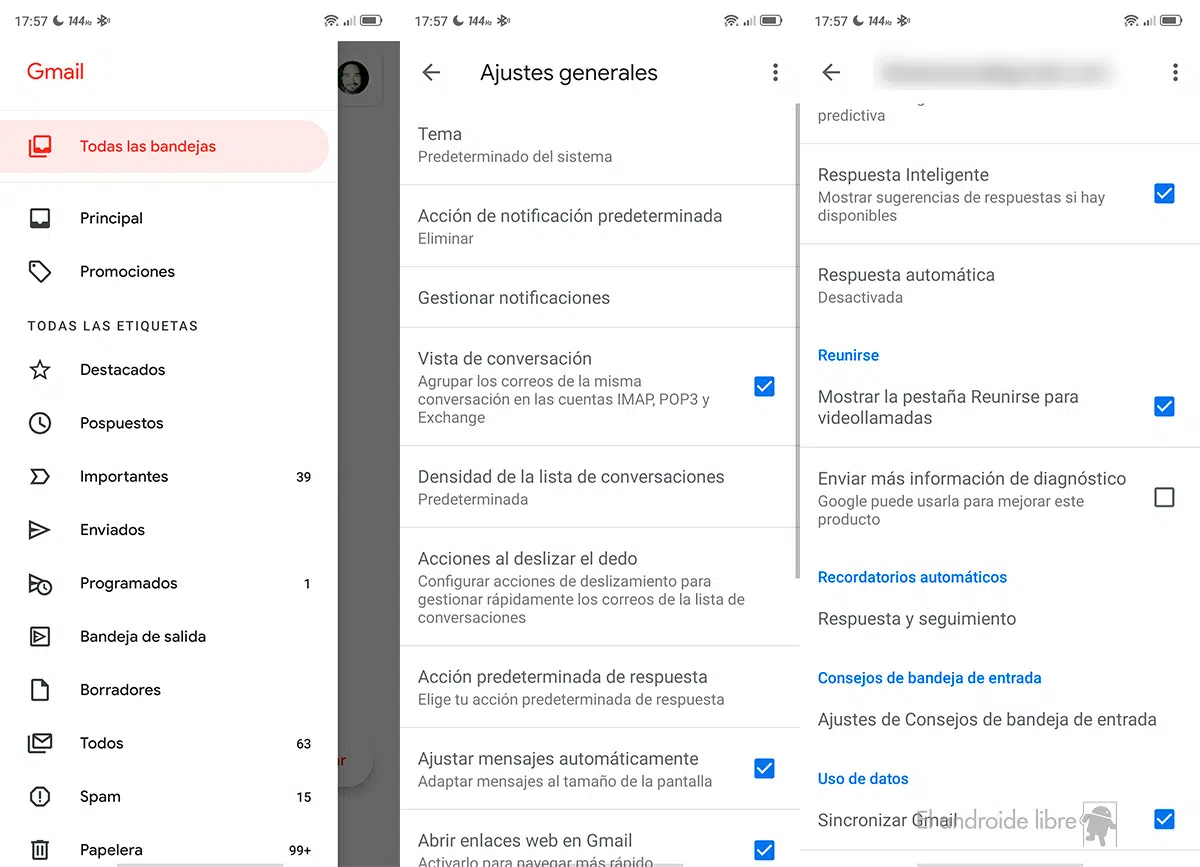 17:57 144Hz
Gmail
Todas las bandejas
Principal
Promociones
TODAS LAS ETIQUETAS
Destacados
Pospuestos
Importantes 39
Enviados
Programados 1
Bandeja de salida
Borradores
Todos 63
Spam 15
Papelera 99+
17:57 144Hz
Ajustes generales
Tema
Predeterminado del sistema
Acción de notificación predeterminada
Eliminar
Gestionar notificaciones
Vista de conversación
Agrupar los correos de la misma
conversación en las cuentas IMAP, POP3 y
Exchange
Densidad de la lista de conversaciones
Predeterminada
Acciones al deslizar el dedo
Configurar acciones de deslizamiento para
gestionar rápidamente los correos de la lista de
conversaciones
Acción predeterminada de respuesta
Elige tu acción predeterminada de respuesta
Ajustar mensajes automáticamente
Adaptar mensajes al tamaño de la pantalla
Abrir enlaces web en Gmail
Activarlo para navegar más rápido
17:57 144Hz
predictiva
Respuesta Inteligente
Mostrar sugerencias de respuestas si hay
disponibles
Respuesta automática
Desactivada
Reunirse
Mostrar la pestaña Reunirse para
videollamadas
Enviar más información de diagnóstico
Google puede usarla para mejorar este
producto
Recordatorios automáticos
Respuesta y seguimiento
Consejos de bandeja de entrada
Ajustes de Consejos de bandeja de entrada
Uso de datos
Sincronizar Gmail
El androide libre